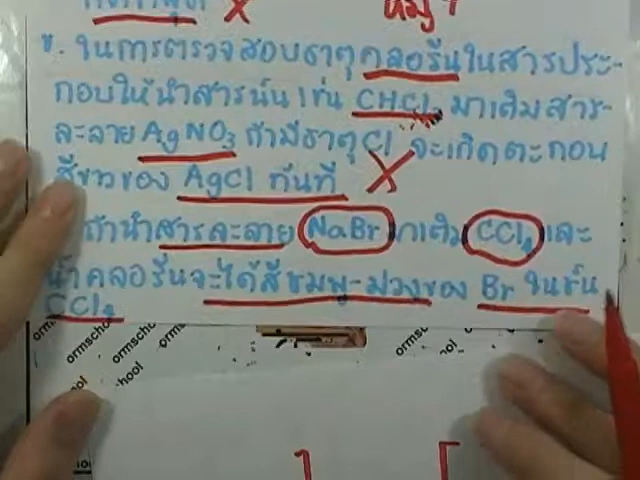 หมู่ 1
ข. ในการตรวจสอบธาตุคลอรีนในสารประ-
กอบให้นำสารนั้นเช่น CHCl₃ มาเติมสาร-
ละลาย AgNO₃ ถ้ามีธาตุ Cl จะเกิดตะกอน
สีขาวของ AgCl ทันที
ถ้านำสารละลาย NaBr มาเติม CCl₄ และ
น้ำคลอรีนจะได้สีชมพู-ม่วงของ Br ในชั้น
CCl₄
ormschool
ormschool
ormschool
ormschool